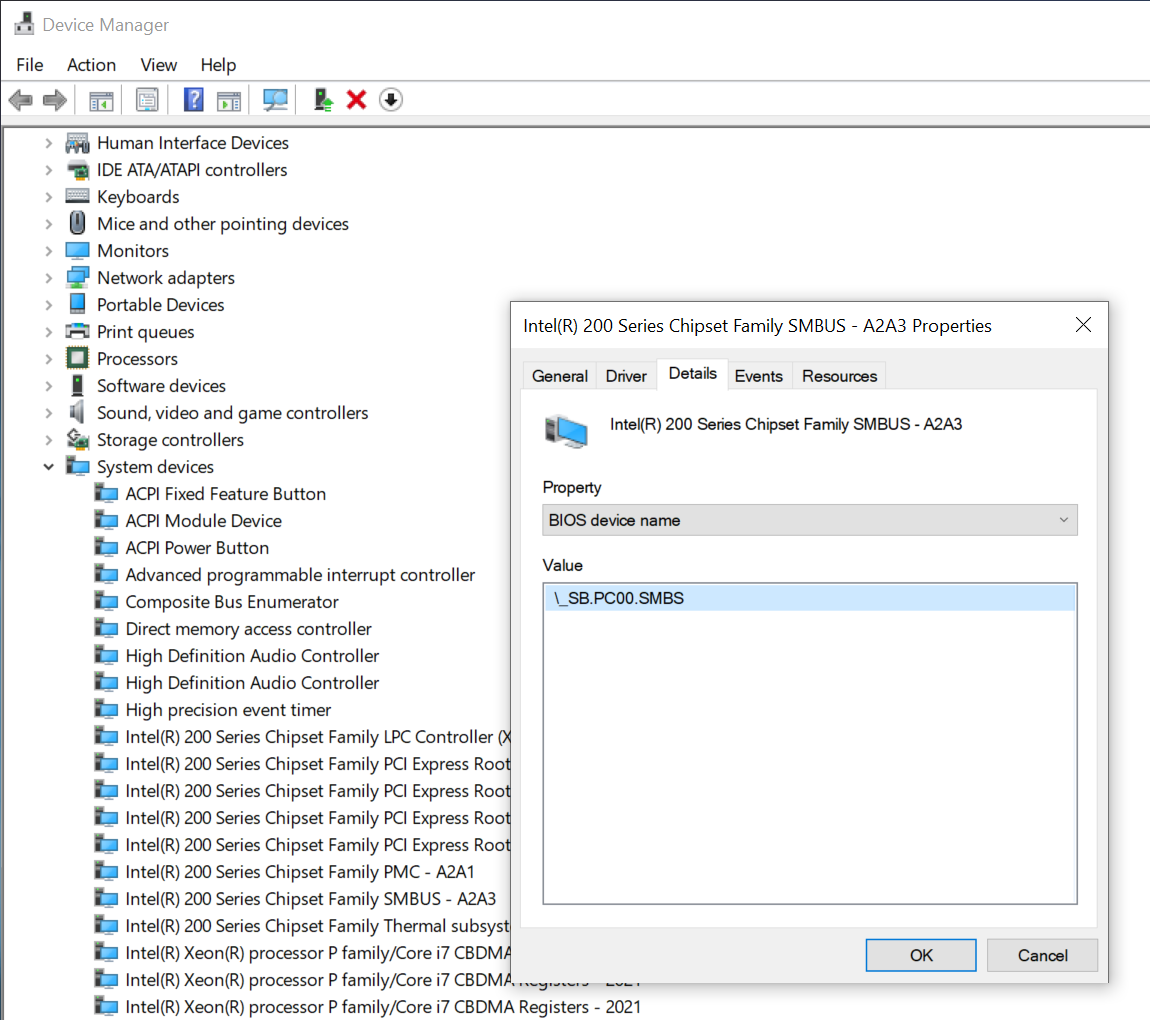 Device Manager
File Action View Help
Human Interface Devices
IDE ATA/ATAPI controllers
Keyboards
Mice and other pointing devices
Monitors
Network adapters
Portable Devices
Print queues
Processors
Software devices
Sound, video and game controllers
Storage controllers
System devices
ACPI Fixed Feature Button
ACPI Module Device
ACPI Power Button
Advanced programmable interrupt controller
Composite Bus Enumerator
Direct memory access controller
High Definition Audio Controller
High Definition Audio Controller
High precision event timer
Intel(R) 200 Series Chipset Family LPC Controller (X
Intel(R) 200 Series Chipset Family PCI Express Root
Intel(R) 200 Series Chipset Family PCI Express Root
Intel(R) 200 Series Chipset Family PCI Express Root
Intel(R) 200 Series Chipset Family PCI Express Root
Intel(R) 200 Series Chipset Family PMC - A2A1
Intel(R) 200 Series Chipset Family SMBUS - A2A3
Intel(R) 200 Series Chipset Family Thermal subsyst
Intel(R) Xeon(R) processor P family/Core i7 CBDMA
Intel(R) Xeon(R) processor P family/Core i7 CBDMA Registers - 2021
Intel(R) Xeon(R) processor P family/Core i7 CBDMA Registers - 2021
Intel(R) 200 Series Chipset Family SMBUS - A2A3 Properties
General Driver Details Events Resources
Intel(R) 200 Series Chipset Family SMBUS - A2A3
Property
BIOS device name
Value
\_SB.PC00.SMBS
OK Cancel